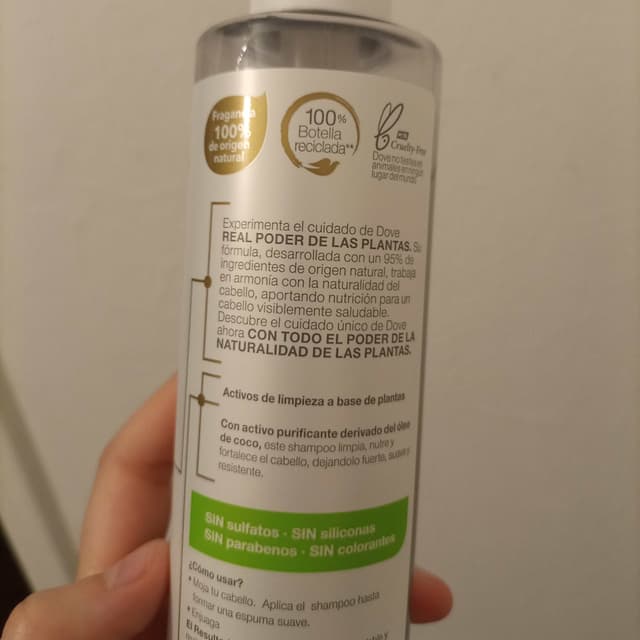 Fragancia
100%
de origen
natural
100%
Botella
reciclada**
Cruelty-Free
Dove no testea en
animales en ningún
lugar del mundo
Experimenta el cuidado de Dove
REAL PODER DE LAS PLANTAS. Su
fórmula, desarrollada con un 95% de
ingredientes de origen natural, trabaja
en armonía con la naturalidad del
cabello, aportando nutrición para un
cabello visiblemente saludable.
Descubre el cuidado único de Dove
ahora CON TODO EL PODER DE LA
NATURALIDAD DE LAS PLANTAS.
Activos de limpieza a base de plantas
Con activo purificante derivado del óleo
de coco, este shampoo limpia, nutre y
fortalece el cabello, dejandolo fuerte, suave y
resistente.
SIN sulfatos · SIN siliconas
SIN parabenos · SIN colorantes
¿Cómo usar?
• Moja tu cabello. Aplica el shampoo hasta
formar una espuma suave.
• Enjuaga
El Resulta